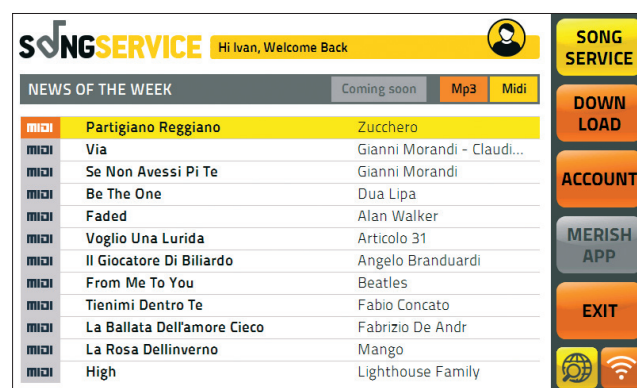 SONGSERVICE Hi Ivan, Welcome Back
NEWS OF THE WEEK Coming soon Mp3 Midi
MIDI Partigiano Reggiano Zucchero
MIDI Via Gianni Morandi - Claudi...
MIDI Se Non Avessi Pi Te Gianni Morandi
MIDI Be The One Dua Lipa
MIDI Faded Alan Walker
MIDI Voglio Una Lurida Articolo 31
MIDI Il Giocatore Di Biliardo Angelo Branduardi
MIDI From Me To You Beatles
MIDI Tienimi Dentro Te Fabio Concato
MIDI La Ballata Dell'amore Cieco Fabrizio De Andr
MIDI La Rosa Dellinverno Mango
MIDI High Lighthouse Family
SONG
SERVICE
DOWN
LOAD
ACCOUNT
MERISH
APP
EXIT